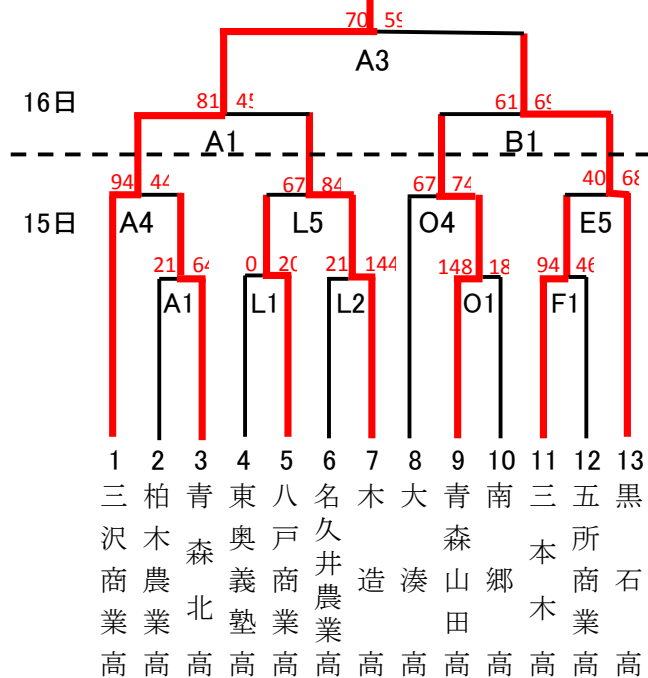 70 59
A3
16日
81 45 61 69
A1 B1
94 44 67 84 67 74 40 68
15日
A4 L5 O4 E5
21 64 0 20 21 144 148 18 94 46
A1 L1 L2 O1 F1
1 2 3 4 5 6 7 8 9 10 11 12 13
三沢商業高
柏木農業高
青森北高
東奥義塾高
八戸商業高
名久井農業高
木造高
大湊高
青森山田高
南郷高
三本木高
五所商業高
黒石高